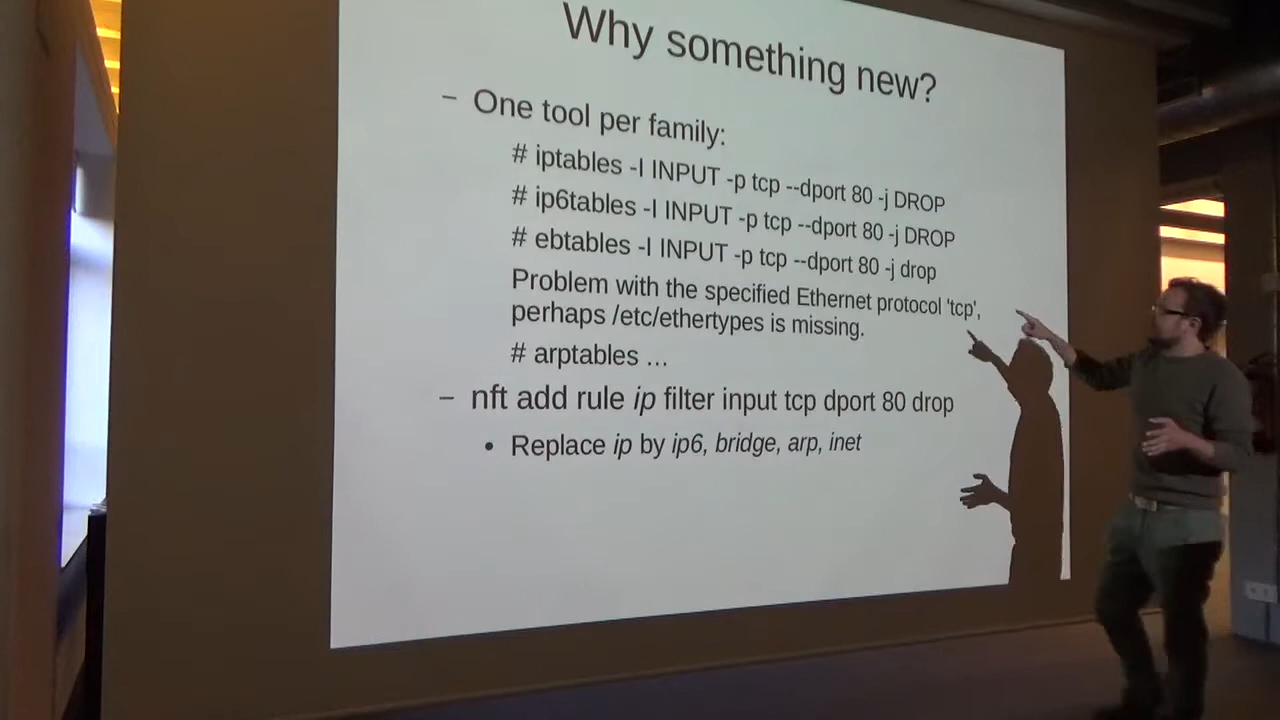 Why something new?
– One tool per family:
# iptables -I INPUT -p tcp --dport 80 -j DROP
# ip6tables -I INPUT -p tcp --dport 80 -j DROP
# ebtables -I INPUT -p tcp --dport 80 -j drop
Problem with the specified Ethernet protocol 'tcp',
perhaps /etc/ethertypes is missing.
# arptables …
– nft add rule ip filter input tcp dport 80 drop
• Replace ip by ip6, bridge, arp, inet